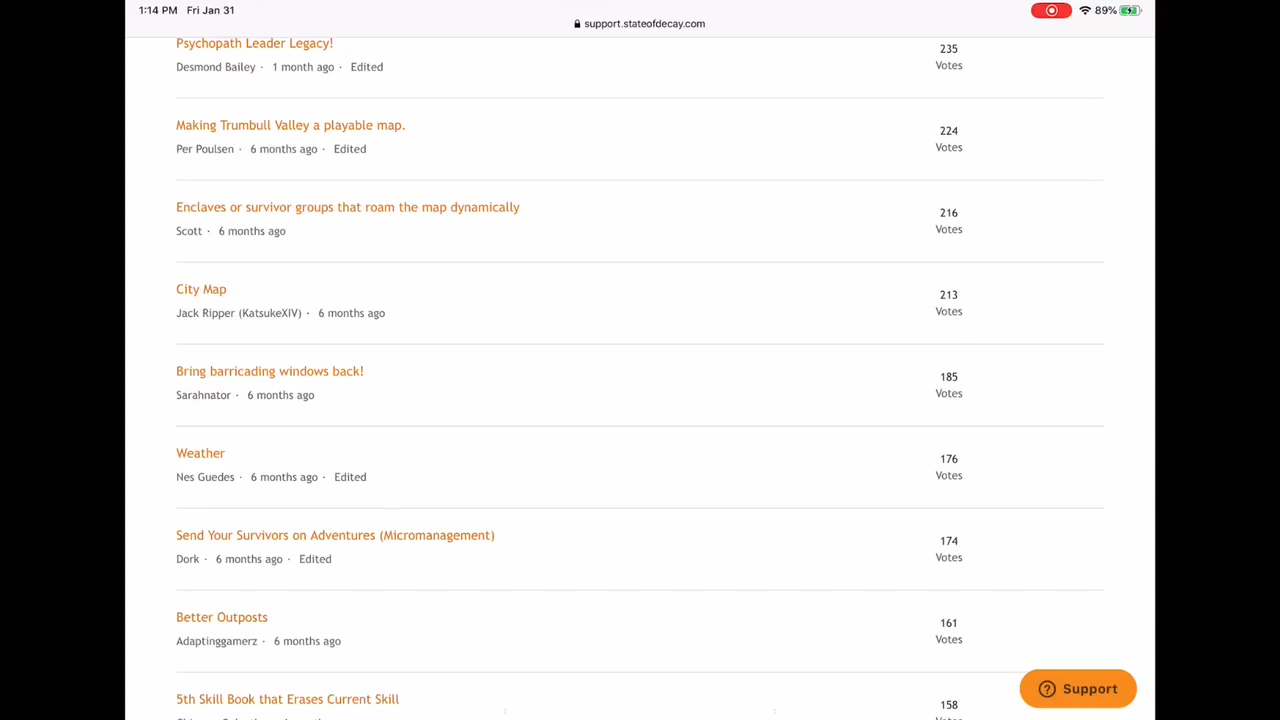 1:14 PM Fri Jan 31
89%
support.stateofdecay.com
Psychopath Leader Legacy!
235
Desmond Bailey · 1 month ago · Edited
Votes
Making Trumbull Valley a playable map.
224
Per Poulsen · 6 months ago · Edited
Votes
Enclaves or survivor groups that roam the map dynamically
216
Scott · 6 months ago
Votes
City Map
213
Jack Ripper (KatsukeXIV) · 6 months ago
Votes
Bring barricading windows back!
185
Sarahnator · 6 months ago
Votes
Weather
176
Nes Guedes · 6 months ago · Edited
Votes
Send Your Survivors on Adventures (Micromanagement)
174
Dork · 6 months ago · Edited
Votes
Better Outposts
161
Adaptinggamerz · 6 months ago
Votes
5th Skill Book that Erases Current Skill
158
Support